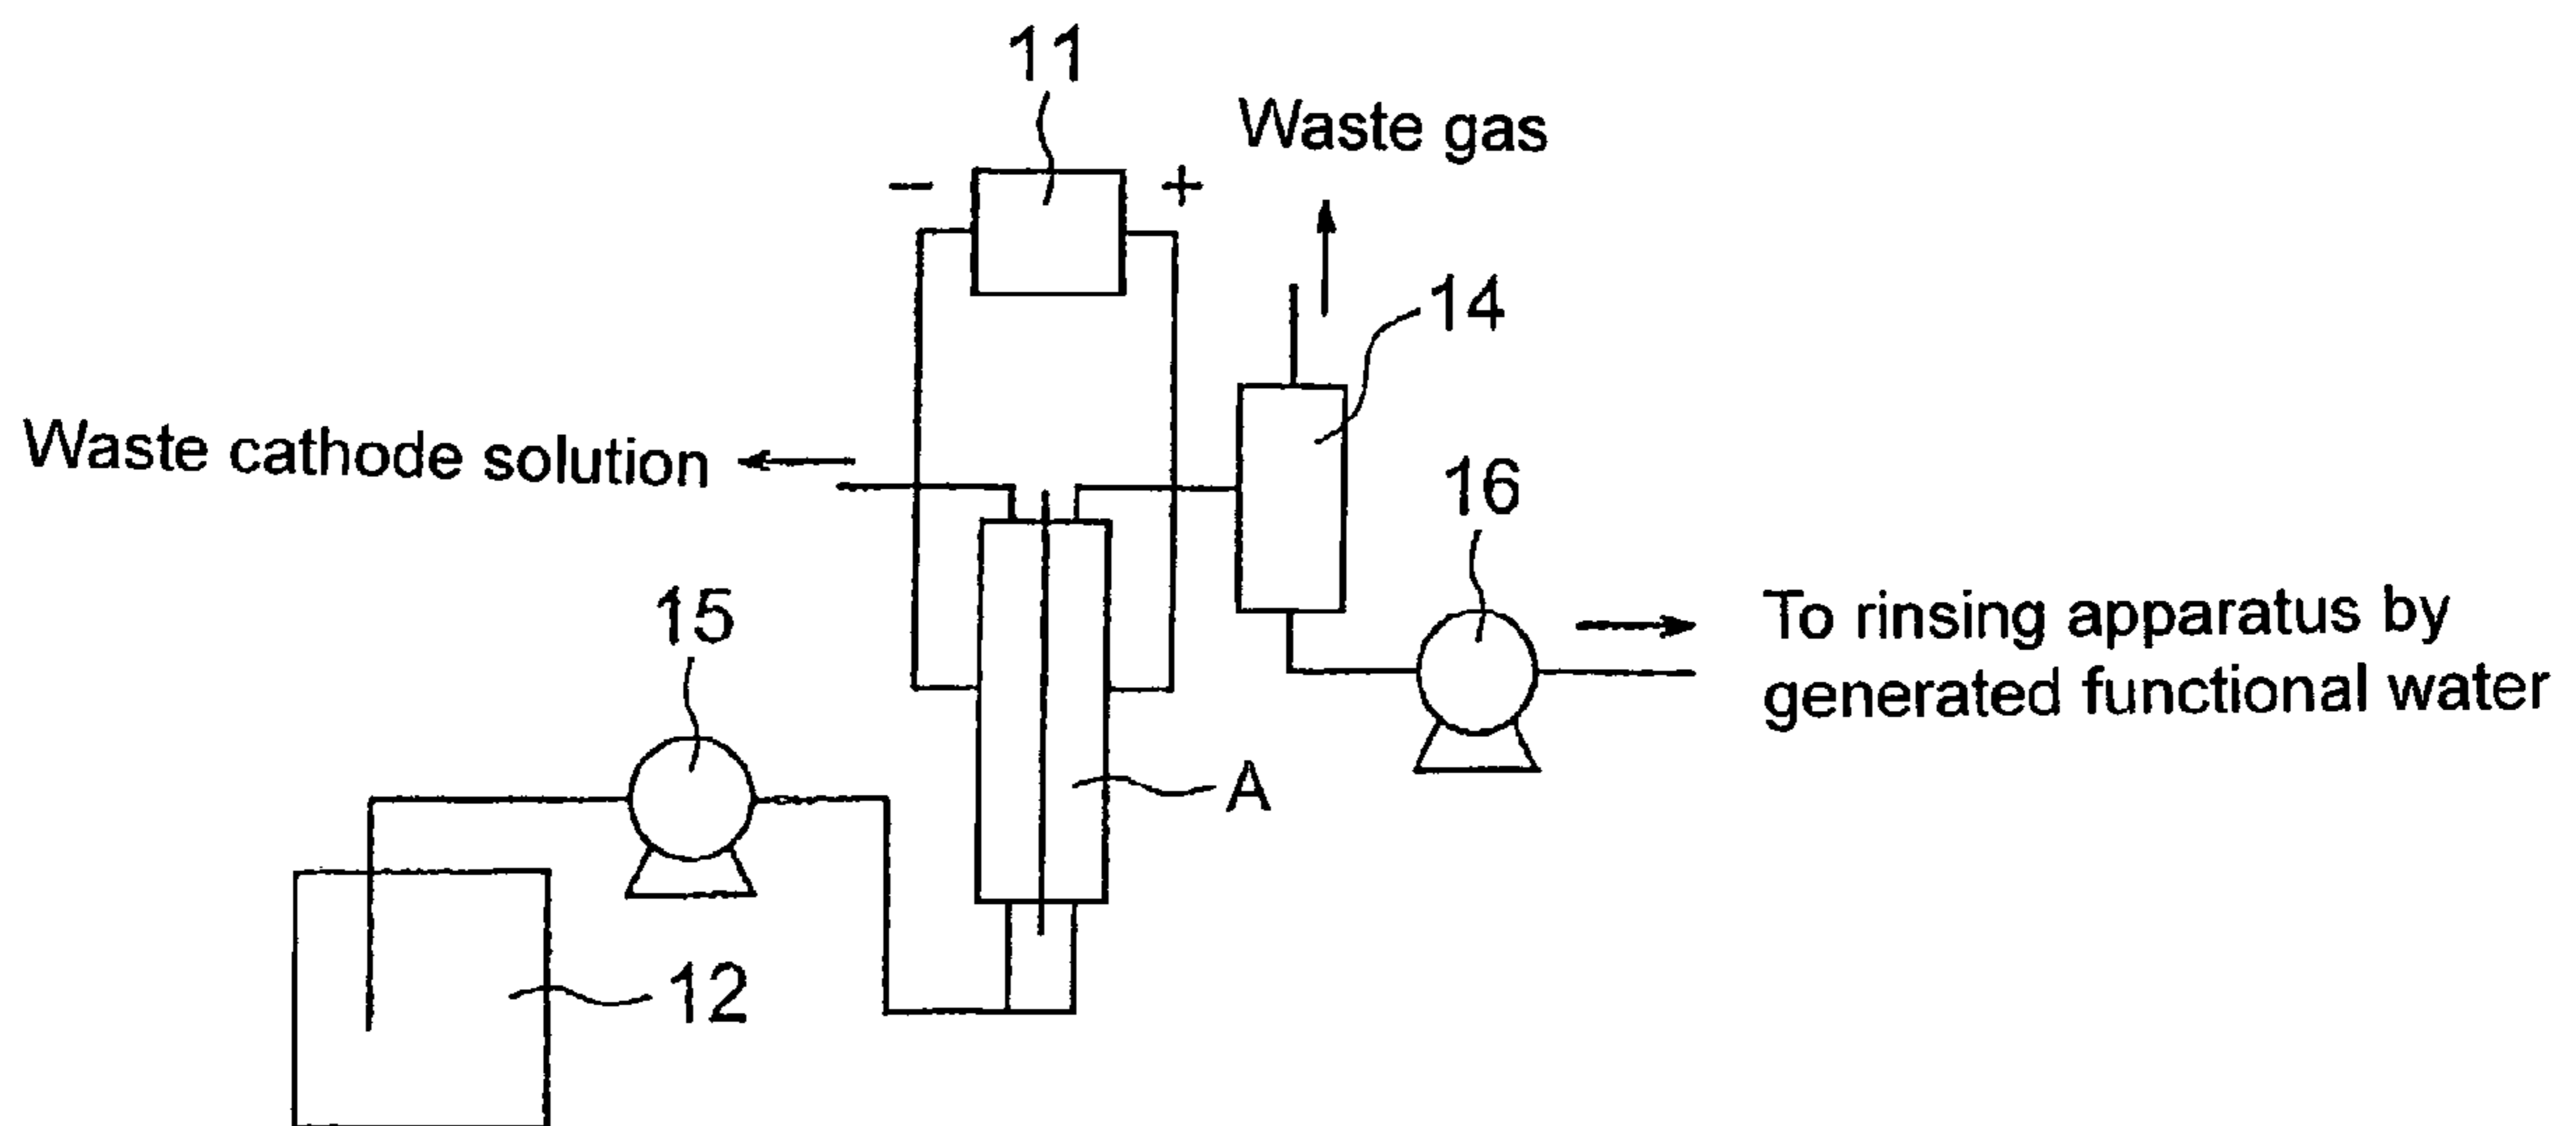 11
Waste gas
− +
14
Waste cathode solution
16
15
To rinsing apparatus by
generated functional water
A
12